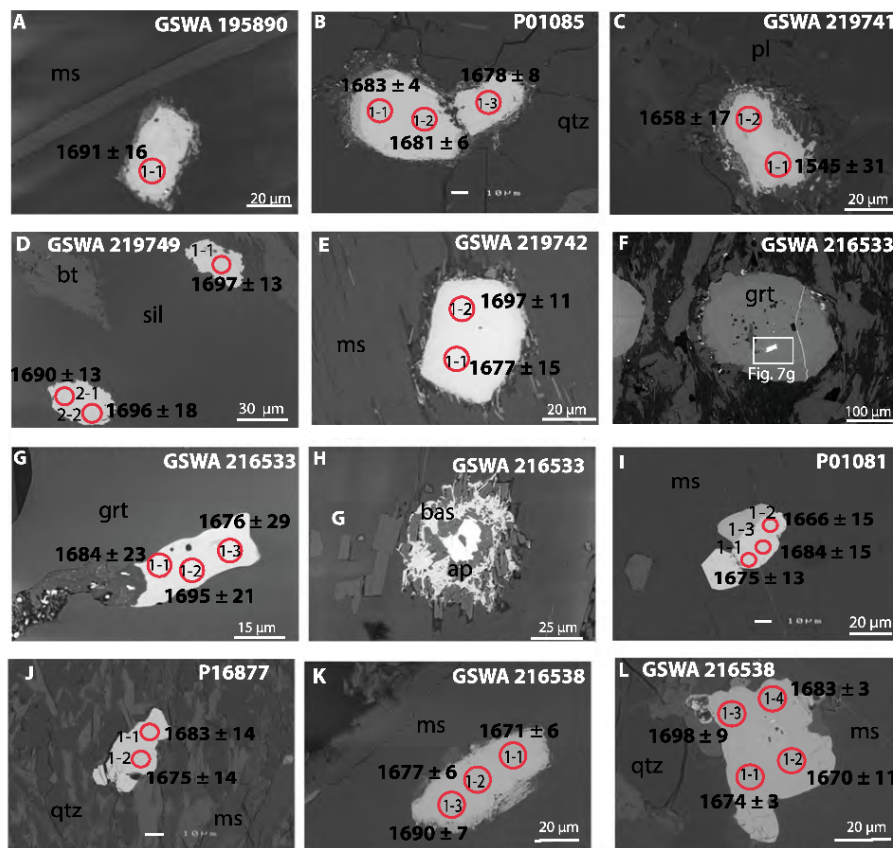 A GSWA 195890
ms
1691 ± 16
1-1
20 µm
B P01085
1683 ± 4
1678 ± 8
1-1
1-2
1-3
1681 ± 6
qtz
10 µm
C GSWA 219741
pl
1658 ± 17
1-2
1-1
1545 ± 31
20 µm
D GSWA 219749
bt
1-1
1697 ± 13
sil
1690 ± 13
2-1
2-2
1696 ± 18
30 µm
E GSWA 219742
ms
1-2
1697 ± 11
1-1
1677 ± 15
20 µm
F GSWA 216533
grt
Fig. 7g
100 µm
G GSWA 216533
grt
1676 ± 29
1684 ± 23
1-1
1-2
1-3
1695 ± 21
15 µm
H GSWA 216533
G
bas
ap
25 µm
I P01081
ms
1-2
1666 ± 15
1-3
1-1
1684 ± 15
1675 ± 13
10 µm
20 µm
J P16877
1-1
1683 ± 14
1-2
1675 ± 14
qtz
ms
10 µm
K GSWA 216538
ms
1671 ± 6
1-1
1677 ± 6
1-2
1-3
1690 ± 7
20 µm
L GSWA 216538
1683 ± 3
1-4
1-3
1698 ± 9
ms
qtz
1-1
1-2
1670 ± 11
1674 ± 3
20 µm